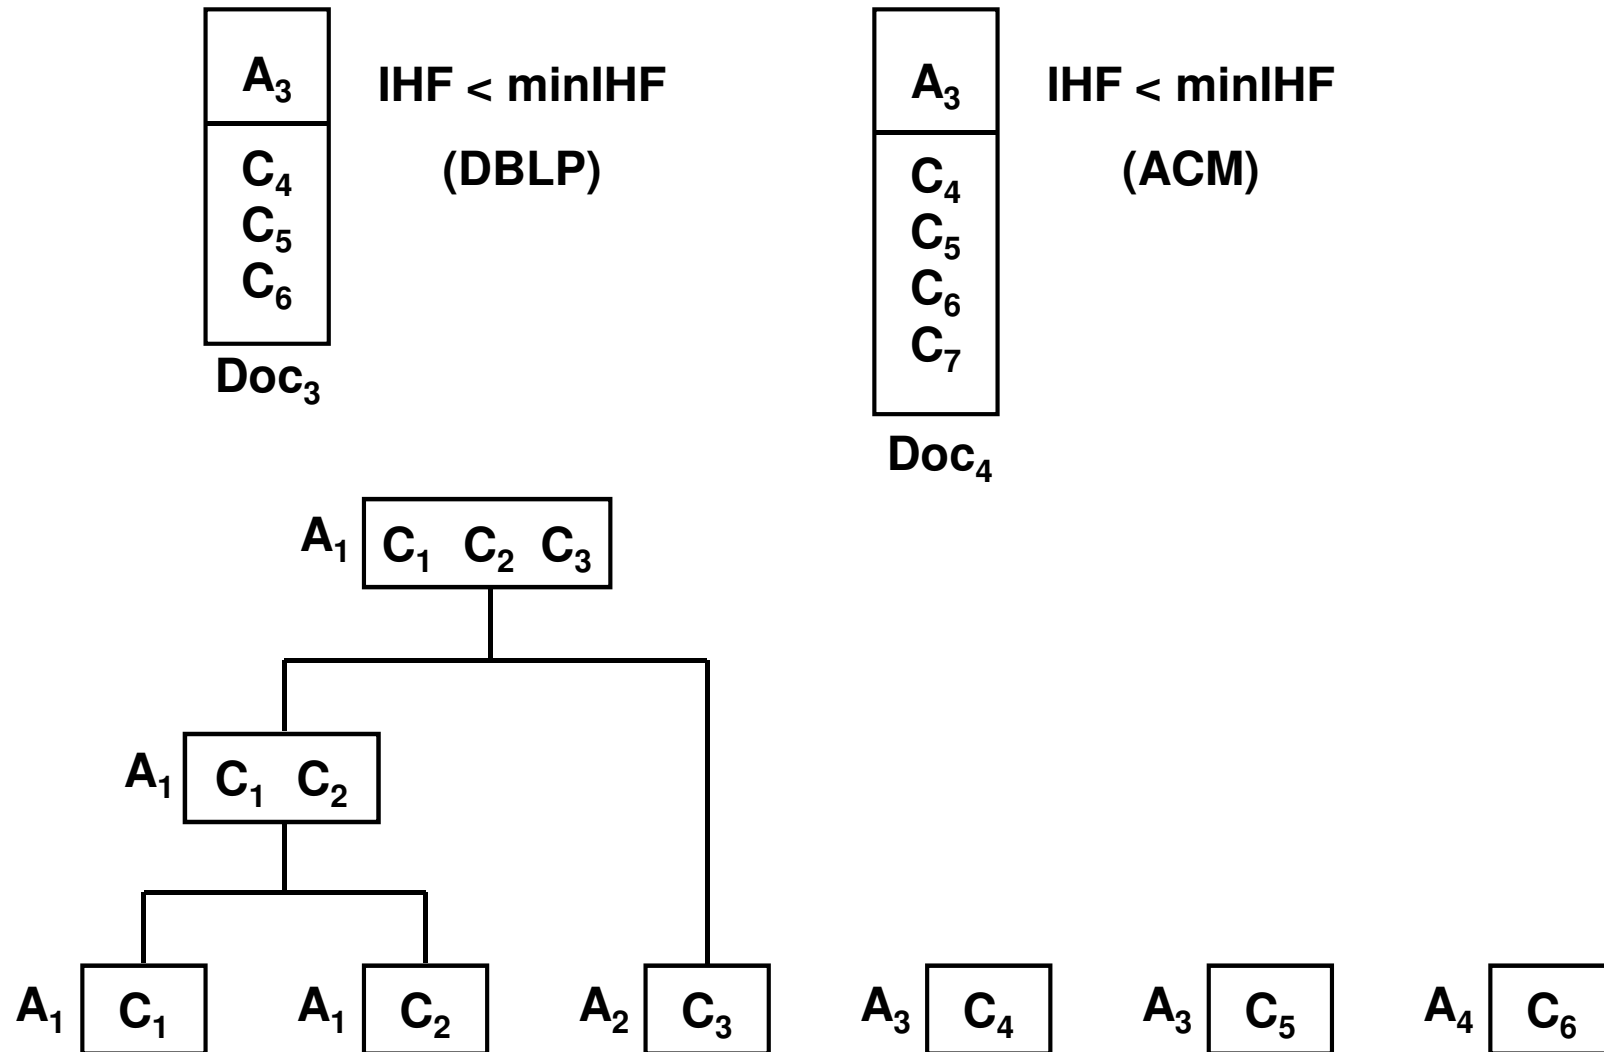 A₃
IHF < minIHF
(DBLP)
C₄
C₅
C₆
Doc₃
A₃
IHF < minIHF
(ACM)
C₄
C₅
C₆
C₇
Doc₄
A₁ C₁ C₂ C₃
A₁ C₁ C₂
A₁ C₁ A₁ C₂ A₂ C₃ A₃ C₄ A₃ C₅ A₄ C₆